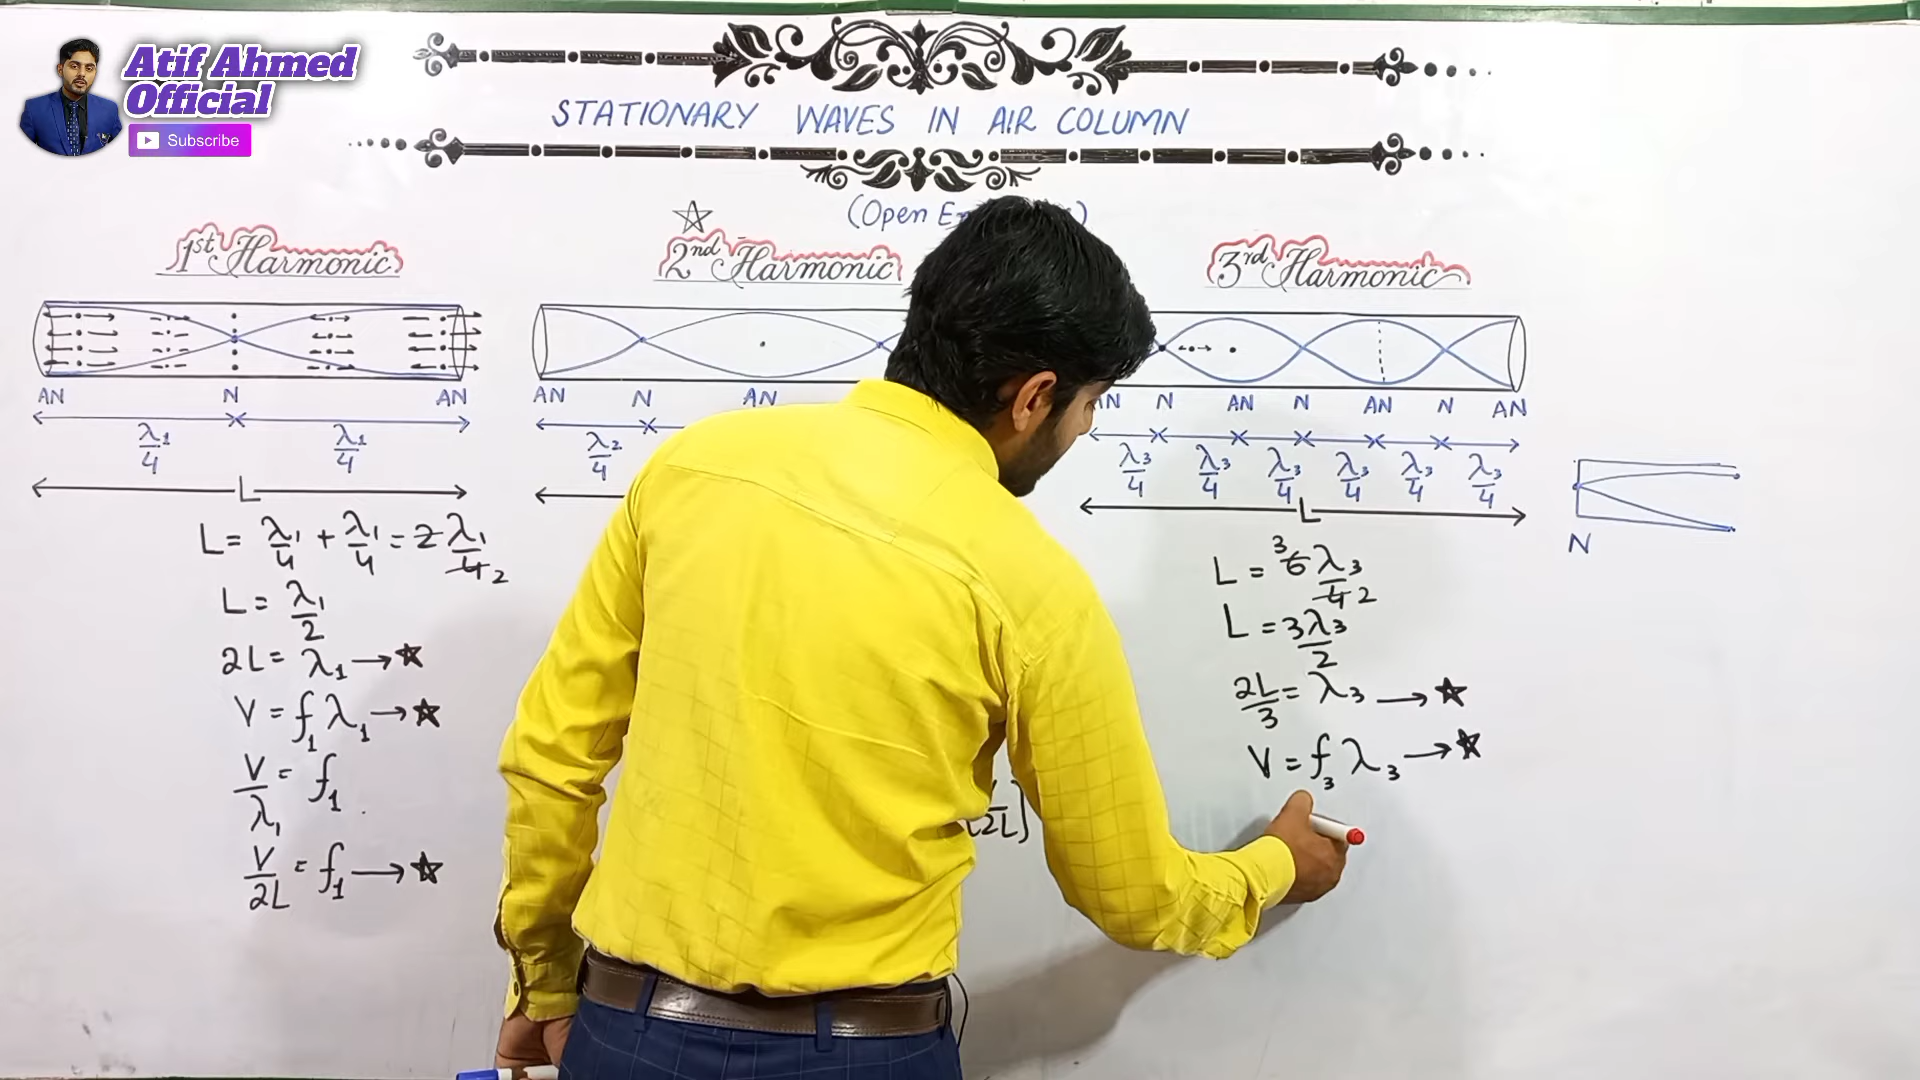 Atif Ahmed
Official
Subscribe
STATIONARY WAVES IN AIR COLUMN
(Open
1st Harmonic
AN N AN
λ1/4 λ1/4
L
L = λ1/4 + λ1/4 = 2 λ1/4 2
L = λ1/2
2L = λ1 → ★
V = f1 λ1 → ★
V/λ1 = f1
V/2L = f1 → ★
☆
2nd Harmonic
AN N AN
λ2/4
2L]
3rd Harmonic
AN N AN N AN N AN
λ3/4 λ3/4 λ3/4 λ3/4 λ3/4 λ3/4
L
L = 3 6 λ3/4 2
L = 3λ3/2
2L/3 = λ3 → ★
V = f3 λ3 → ★
N